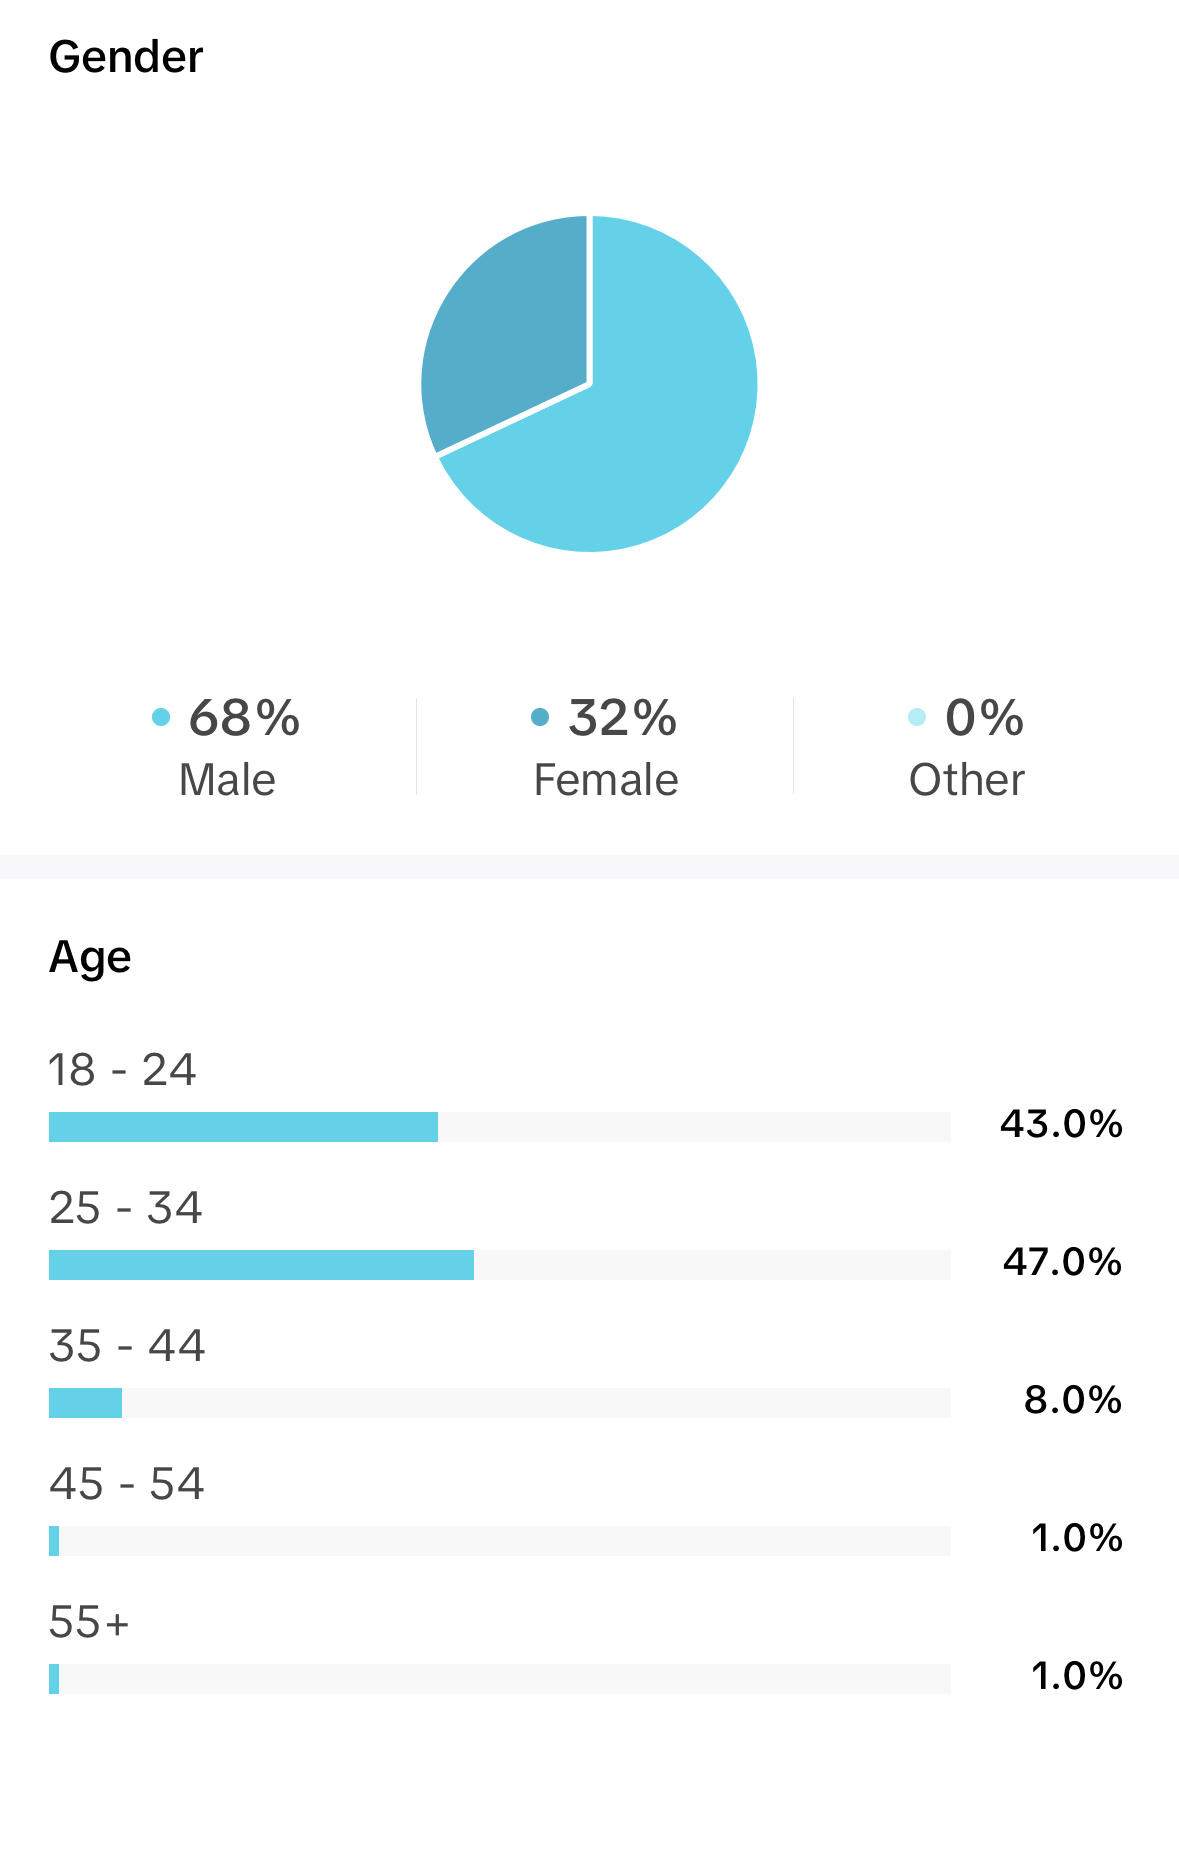 Gender
68% 32% 0%
Male Female Other
Age
18 - 24
43.0%
25 - 34
47.0%
35 - 44
8.0%
45 - 54
1.0%
55+
1.0%